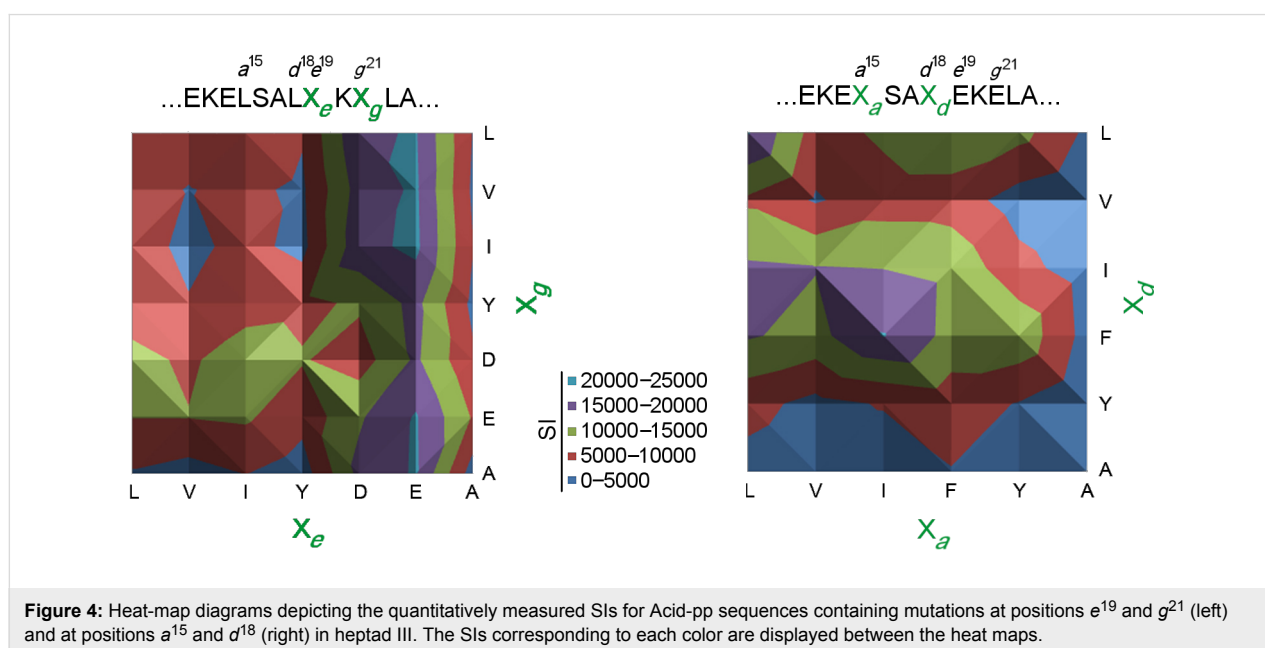 a15 d18e19 g21
...EKELSALXeKXgLA...
L
V
I
Y
D
E
A
Xg
L V I Y D E A
Xe
SI
20000–25000
15000–20000
10000–15000
5000–10000
0–5000
a15 d18 e19 g21
...EKEXaSAXdEKELA...
L
V
I
F
Y
A
Xd
L V I F Y A
Xa
Figure 4: Heat-map diagrams depicting the quantitatively measured SIs for Acid-pp sequences containing mutations at positions e19 and g21 (left)
and at positions a15 and d18 (right) in heptad III. The SIs corresponding to each color are displayed between the heat maps.